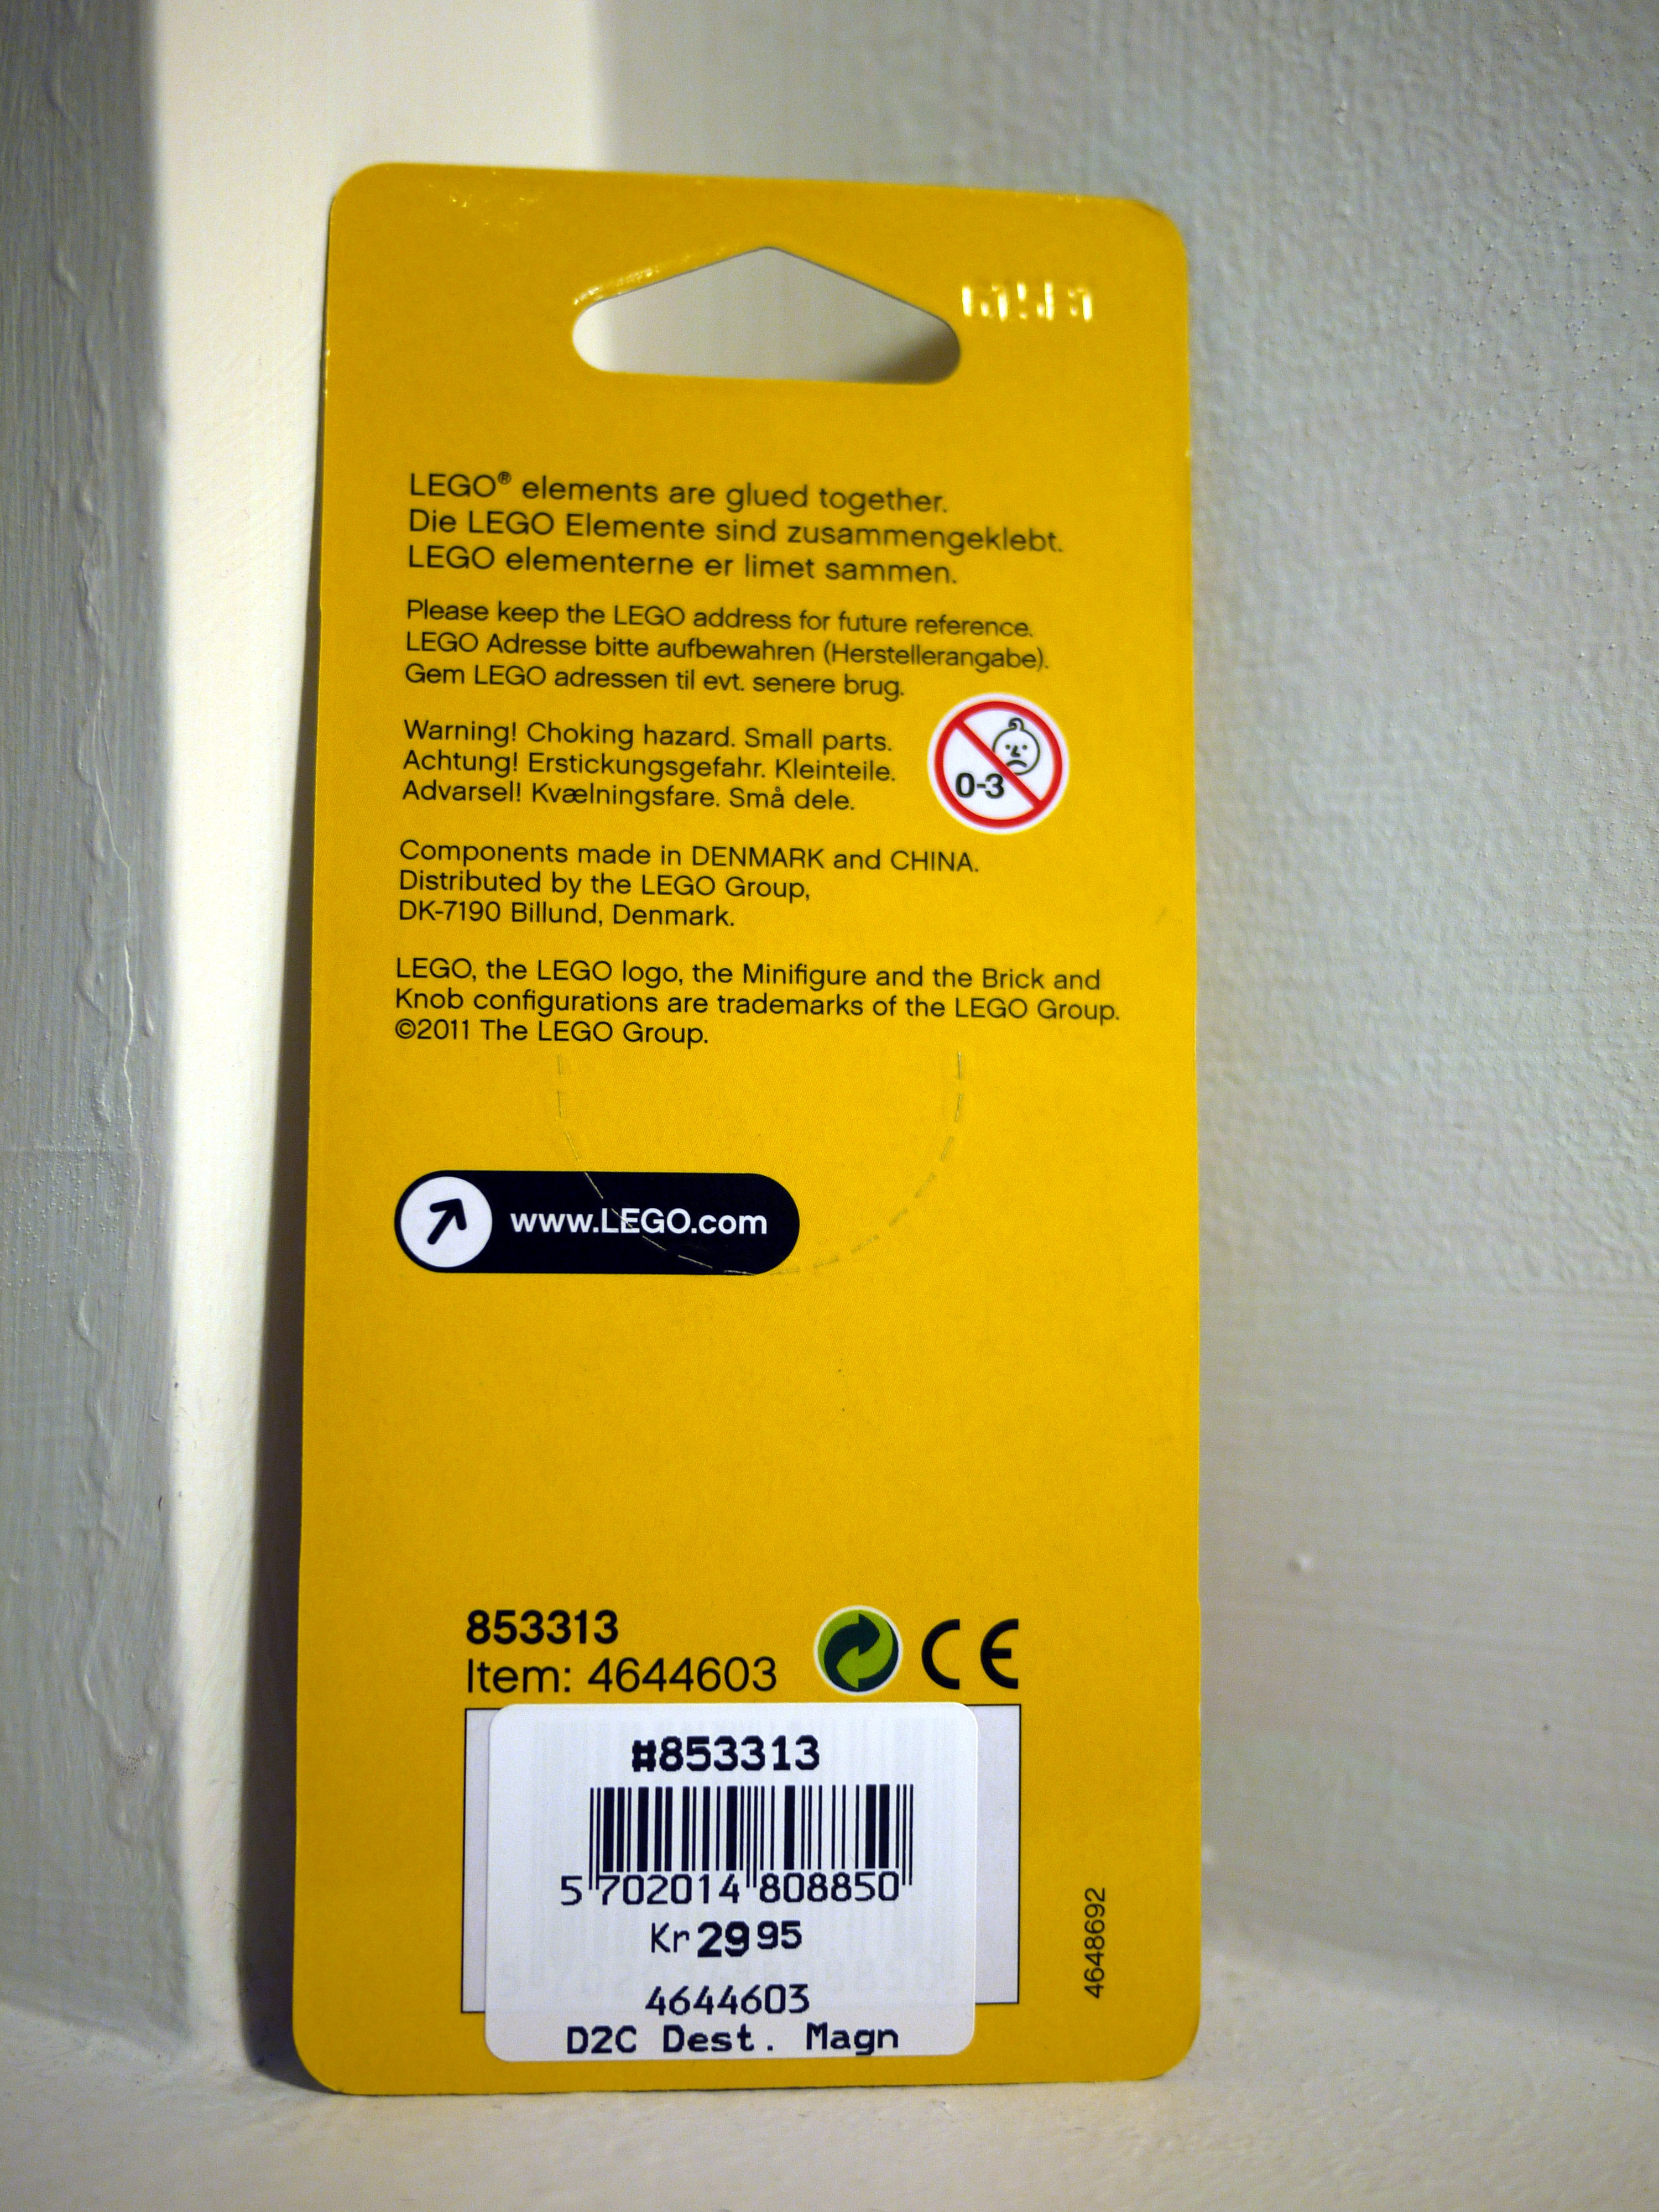 LEGO® elements are glued together.
Die LEGO Elemente sind zusammengeklebt.
LEGO elementerne er limet sammen.
Please keep the LEGO address for future reference.
LEGO Adresse bitte aufbewahren (Herstellerangabe).
Gem LEGO adressen til evt. senere brug.
Warning! Choking hazard. Small parts.
Achtung! Erstickungsgefahr. Kleinteile.
Advarsel! Kvælningsfare. Små dele.
0-3
Components made in DENMARK and CHINA.
Distributed by the LEGO Group,
DK-7190 Billund, Denmark.
LEGO, the LEGO logo, the Minifigure and the Brick and
Knob configurations are trademarks of the LEGO Group.
©2011 The LEGO Group.
www.LEGO.com
853313
Item: 4644603
CE
#853313
5 702014 808850
Kr 29 95
4644603
D2C Dest. Magn
4648692